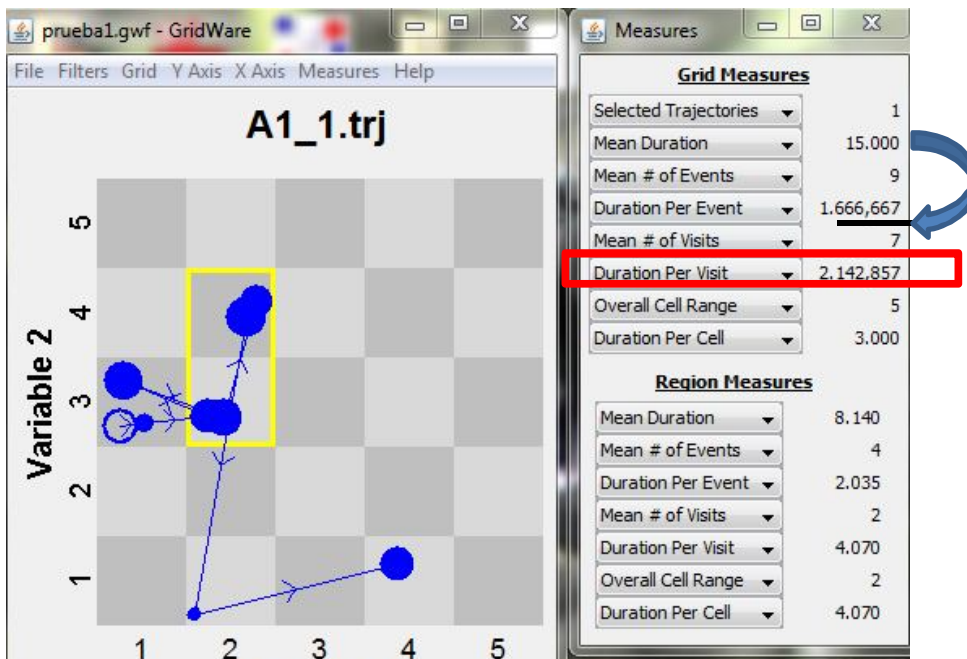 prueba1.gwf - GridWare
File Filters Grid Y Axis X Axis Measures Help
A1_1.trj
Variable 2
5
4
3
2
1
1 2 3 4 5
Measures
Grid Measures
Selected Trajectories 1
Mean Duration 15.000
Mean # of Events 9
Duration Per Event 1.666,667
Mean # of Visits 7
Duration Per Visit 2.142,857
Overall Cell Range 5
Duration Per Cell 3.000
Region Measures
Mean Duration 8.140
Mean # of Events 4
Duration Per Event 2.035
Mean # of Visits 2
Duration Per Visit 4.070
Overall Cell Range 2
Duration Per Cell 4.070